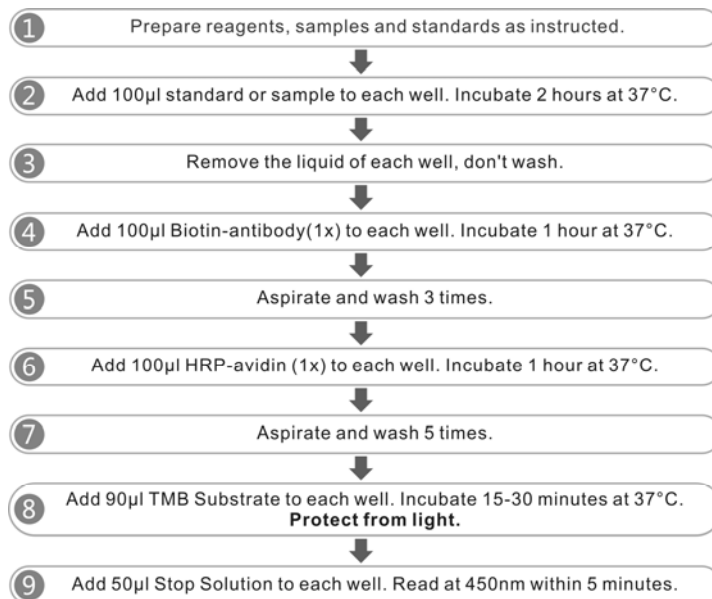 1 Prepare reagents, samples and standards as instructed.
2 Add 100µl standard or sample to each well. Incubate 2 hours at 37°C.
3 Remove the liquid of each well, don't wash.
4 Add 100µl Biotin-antibody(1x) to each well. Incubate 1 hour at 37°C.
5 Aspirate and wash 3 times.
6 Add 100µl HRP-avidin (1x) to each well. Incubate 1 hour at 37°C.
7 Aspirate and wash 5 times.
8 Add 90µl TMB Substrate to each well. Incubate 15-30 minutes at 37°C.
Protect from light.
9 Add 50µl Stop Solution to each well. Read at 450nm within 5 minutes.